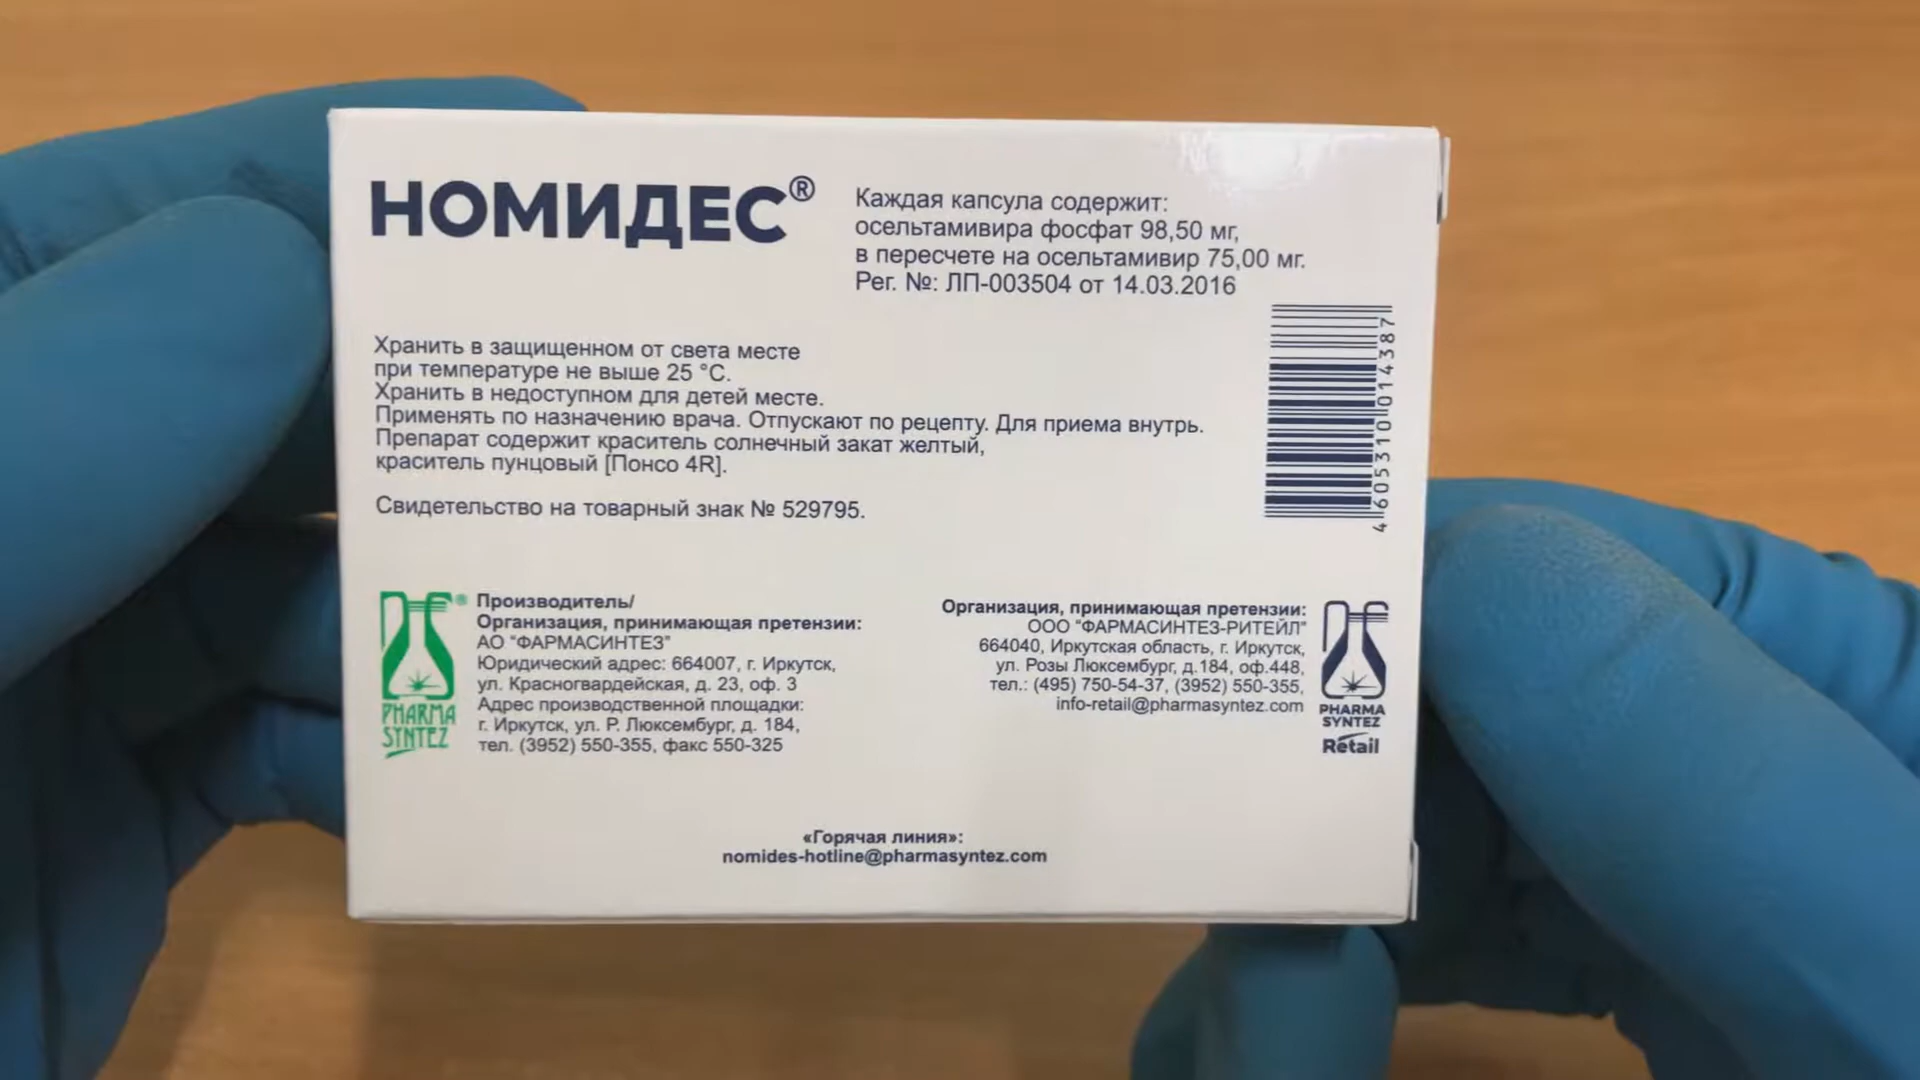 НОМИДЕС®
Каждая капсула содержит:
осельтамивира фосфат 98,50 мг,
в пересчете на осельтамивир 75,00 мг.
Рег. №: ЛП-003504 от 14.03.2016
Хранить в защищенном от света месте
при температуре не выше 25 °C.
Хранить в недоступном для детей месте.
Применять по назначению врача. Отпускают по рецепту. Для приема внутрь.
Препарат содержит краситель солнечный закат желтый,
краситель пунцовый [Понсо 4R].
Свидетельство на товарный знак № 529795.
4605310014387
PHARMA
SYNTEZ
®
Производитель/
Организация, принимающая претензии:
АО "ФАРМАСИНТЕЗ"
Юридический адрес: 664007, г. Иркутск,
ул. Красногвардейская, д. 23, оф. 3
Адрес производственной площадки:
г. Иркутск, ул. Р. Люксембург, д. 184,
тел. (3952) 550-355, факс 550-325
Организация, принимающая претензии:
ООО "ФАРМАСИНТЕЗ-РИТЕЙЛ"
664040, Иркутская область, г. Иркутск,
ул. Розы Люксембург, д.184, оф.448,
тел.: (495) 750-54-37, (3952) 550-355,
info-retail@pharmasyntez.com
PHARMA
SYNTEZ
Retail
«Горячая линия»:
nomides-hotline@pharmasyntez.com